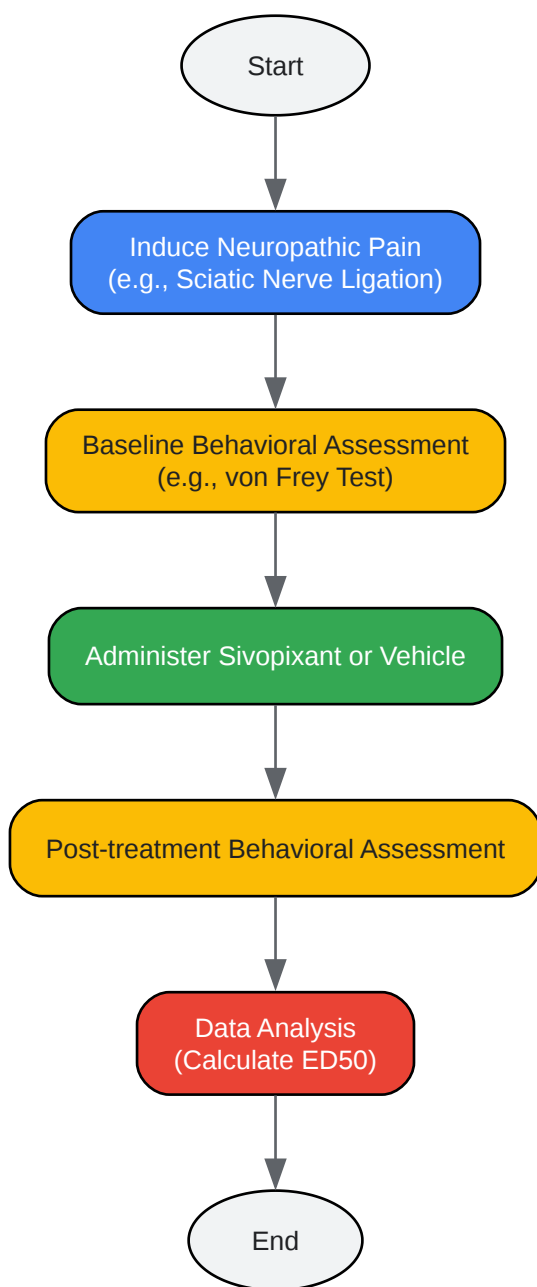 Start
Induce Neuropathic Pain
(e.g., Sciatic Nerve Ligation)
Baseline Behavioral Assessment
(e.g., von Frey Test)
Administer Sivopixant or Vehicle
Post-treatment Behavioral Assessment
Data Analysis
(Calculate ED50)
End